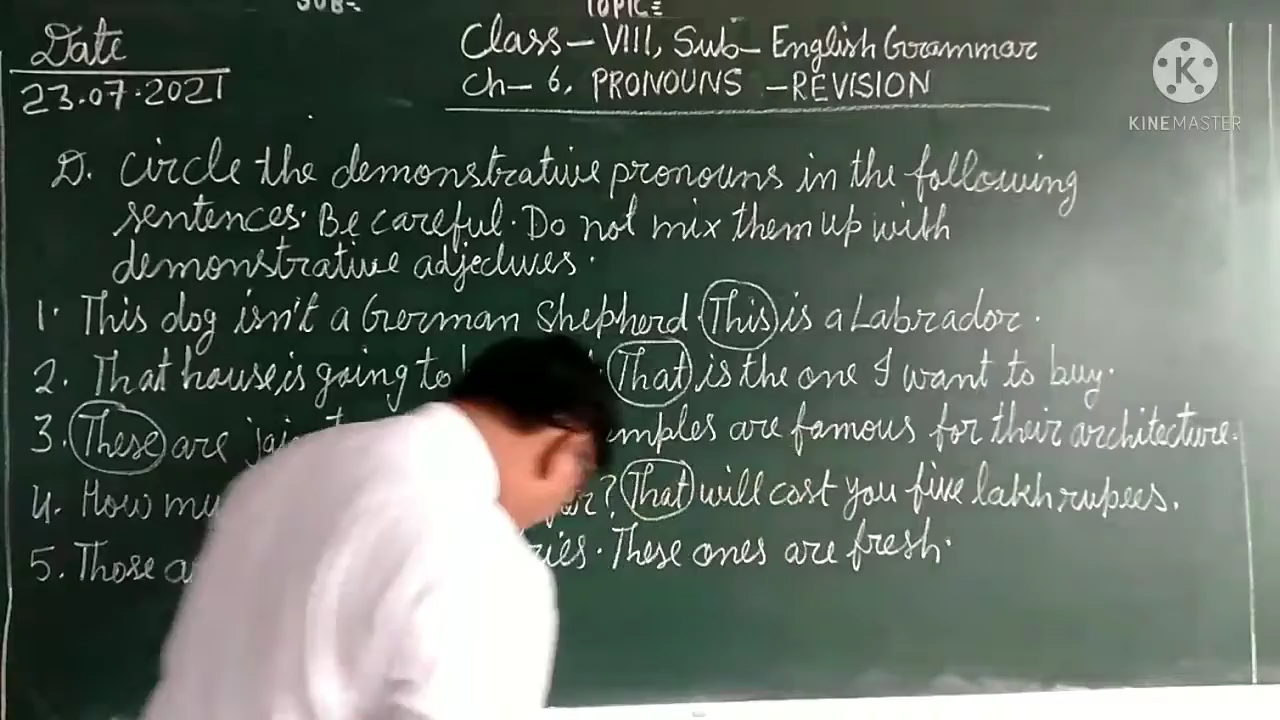 SUB-
TOPIC=
Date
23.07.2021
Class-VIII, Sub- English Grammar
Ch- 6. PRONOUNS -REVISION
KINEMASTER
D. Circle the demonstrative pronouns in the following
sentences. Be careful. Do not mix them up with
demonstrative adjectives.
1. This dog isn't a German Shepherd. This is a Labrador.
2. That house is going to That is the one I want to buy.
3. These are are famous for their architecture.
4. How ? That will cost you five lakh rupees.
5. Those These ones are fresh.